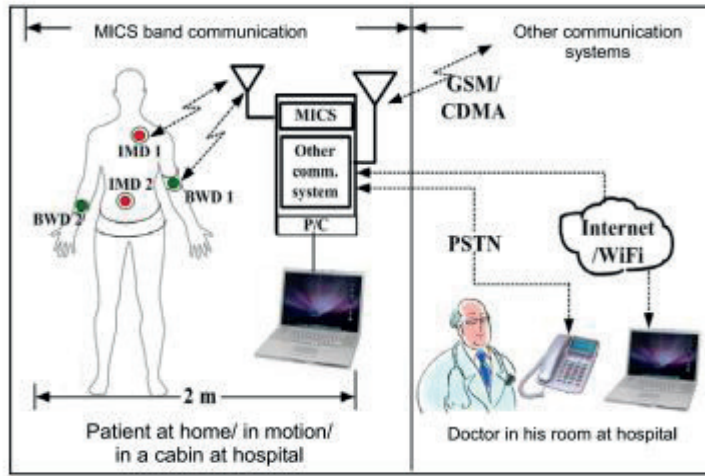 MICS band communication
Other communication
systems
GSM/
CDMA
MICS
Other
comm.
system
P/C
IMD 1
IMD 2
BWD 1
BWD 2
PSTN
Internet
/WiFi
2 m
Patient at home/ in motion/
in a cabin at hospital
Doctor in his room at hospital